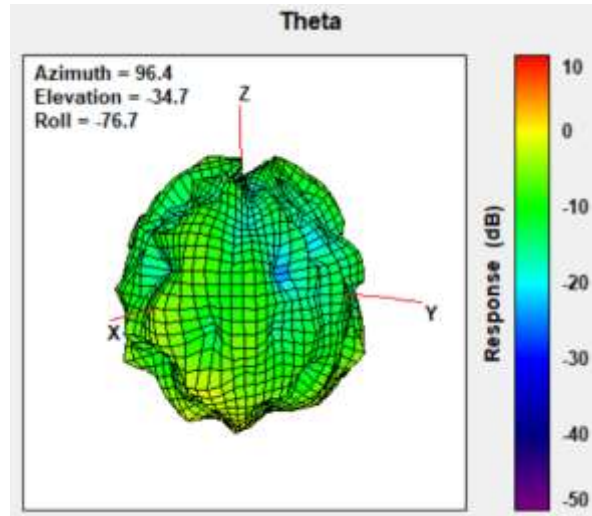 Theta
Azimuth = 96.4
Elevation = -34.7
Roll = -76.7
Z
X
Y
Response (dB)
10
0
-10
-20
-30
-40
-50